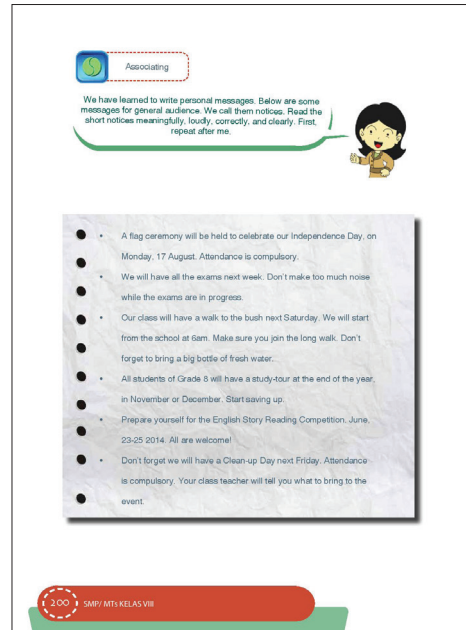 Associating
We have learned to write personal messages. Below are some
messages for general audience. We call them notices. Read the
short notices meaningfully, loudly, correctly, and clearly. First,
repeat after me.
• A flag ceremony will be held to celebrate our Independence Day, on
Monday, 17 August. Attendance is compulsory.
• We will have all the exams next week. Don't make too much noise
while the exams are in progress.
• Our class will have a walk to the bush next Saturday. We will start
from the school at 6am. Make sure you join the long walk. Don't
forget to bring a big bottle of fresh water.
• All students of Grade 8 will have a study-tour at the end of the year,
in November or December. Start saving up.
• Prepare yourself for the English Story Reading Competition. June,
23-25 2014. All are welcome!
• Don't forget we will have a Clean-up Day next Friday. Attendance
is compulsory. Your class teacher will tell you what to bring to the
event.
200 SMP/ MTs KELAS VIII